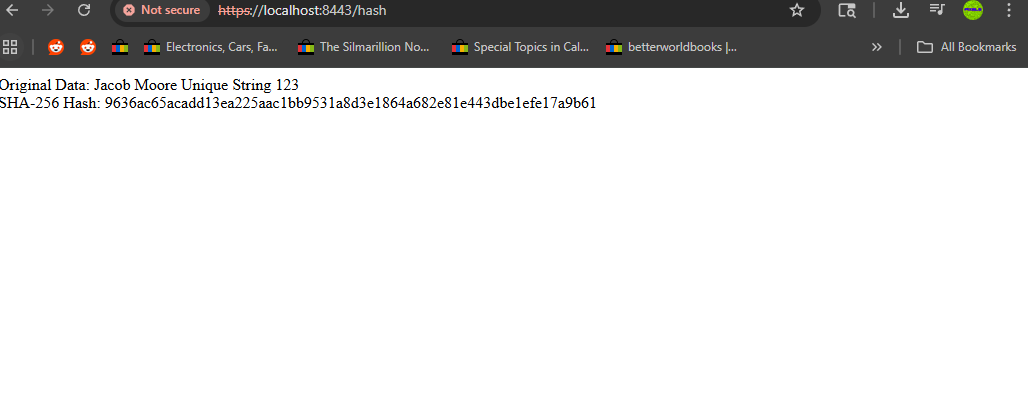 Not secure https://localhost:8443/hash
Electronics, Cars, Fa... The Silmarillion No... Special Topics in Cal... betterworldbooks |... » All Bookmarks
Original Data: Jacob Moore Unique String 123
SHA-256 Hash: 9636ac65acadd13ea225aac1bb9531a8d3e1864a682e81e443dbe1efe17a9b61